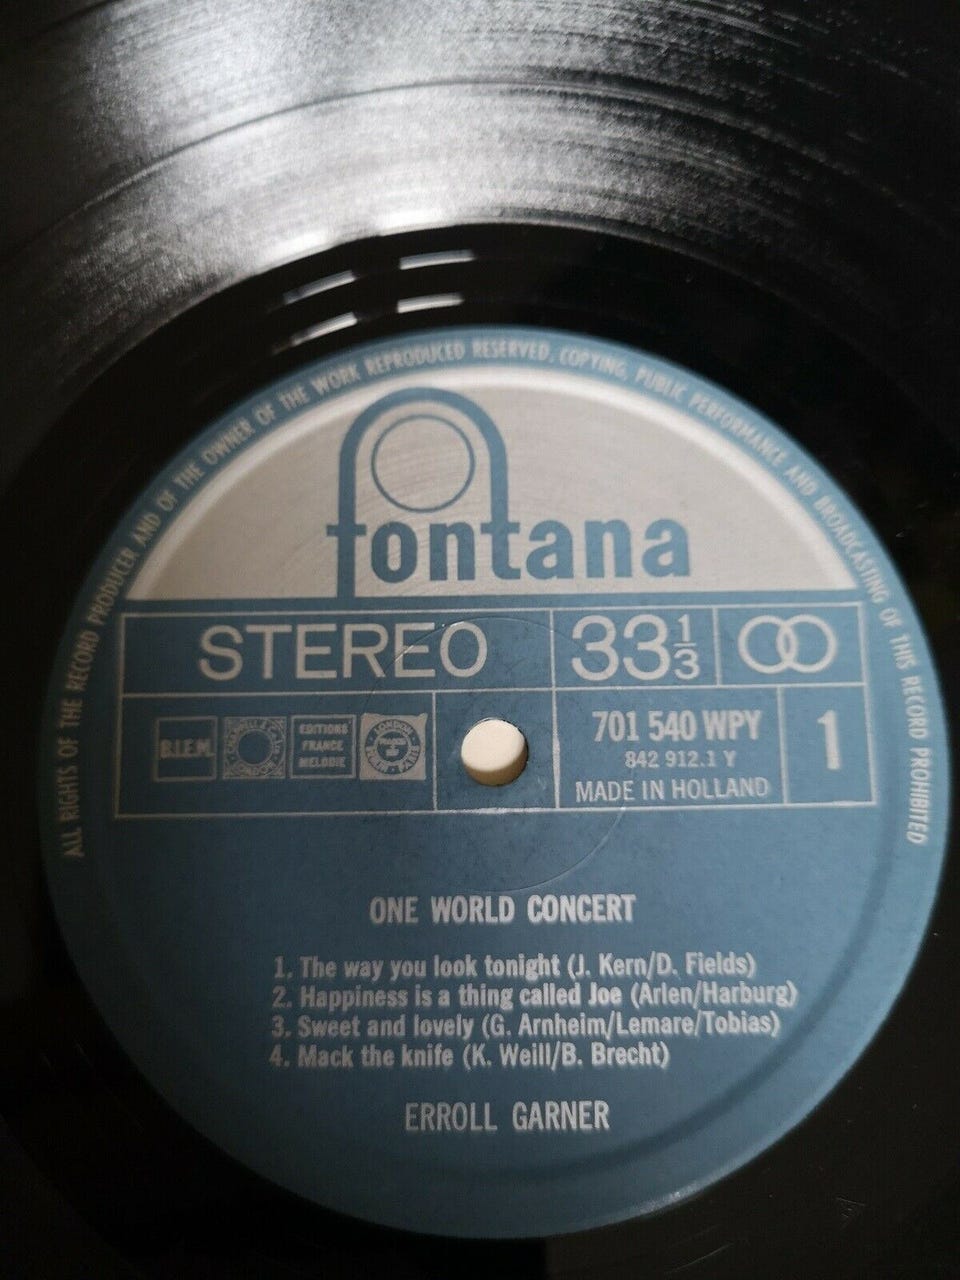 ALL RIGHTS OF THE RECORD PRODUCER AND OF THE OWNER OF THE WORK REPRODUCED RESERVED. COPYING, PUBLIC PERFORMANCE AND BROADCASTING OF THIS RECORD PROHIBITED
fontana
STEREO 33 1/3
B.I.E.M.
EDITIONS
FRANCE
MELODIE
701 540 WPY 1
842 912.1 Y
MADE IN HOLLAND
ONE WORLD CONCERT
1. The way you look tonight (J. Kern/D. Fields)
2. Happiness is a thing called Joe (Arlen/Harburg)
3. Sweet and lovely (G. Arnheim/Lemare/Tobias)
4. Mack the knife (K. Weill/B. Brecht)
ERROLL GARNER